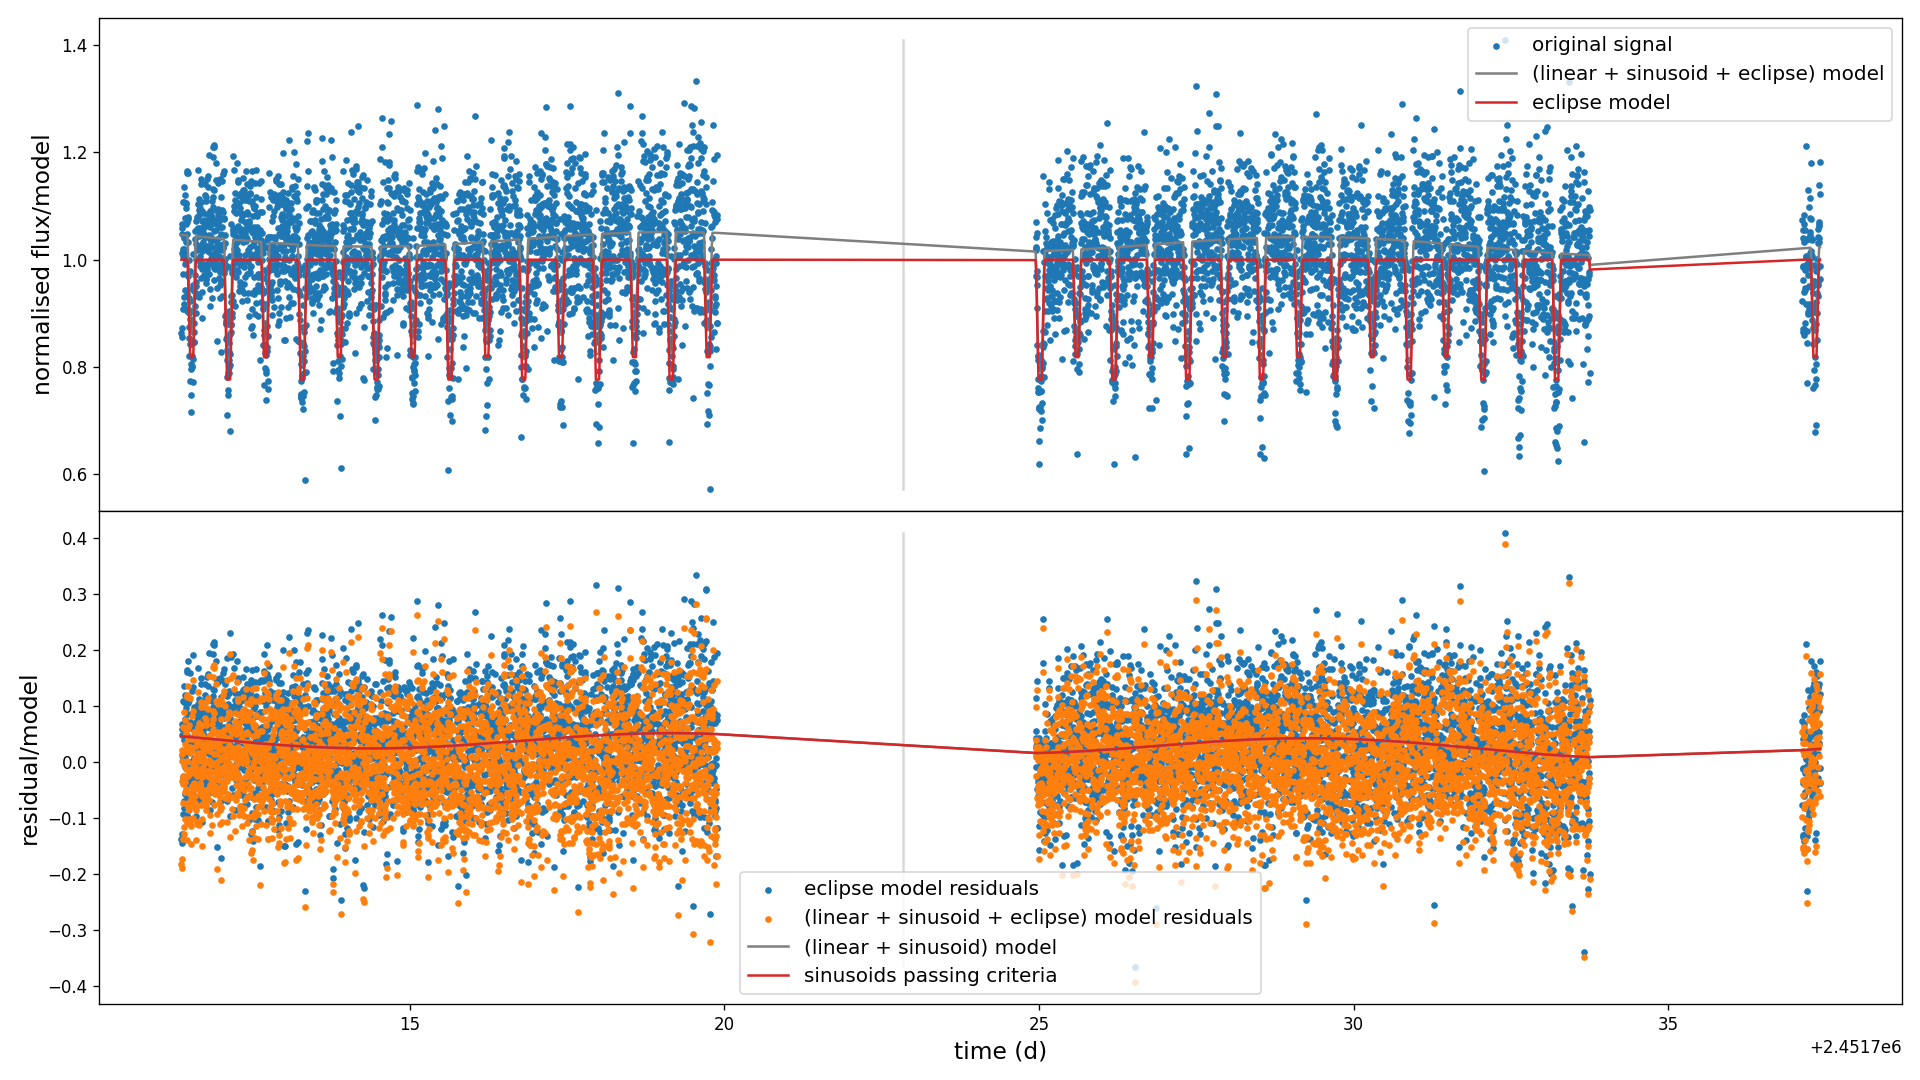 normalised flux/model
1.4
1.2
1.0
0.8
0.6
original signal
(linear + sinusoid + eclipse) model
eclipse model
residual/model
0.4
0.3
0.2
0.1
0.0
−0.1
−0.2
−0.3
−0.4
eclipse model residuals
(linear + sinusoid + eclipse) model residuals
(linear + sinusoid) model
sinusoids passing criteria
15
20
25
30
35
time (d)
+2.4517e6